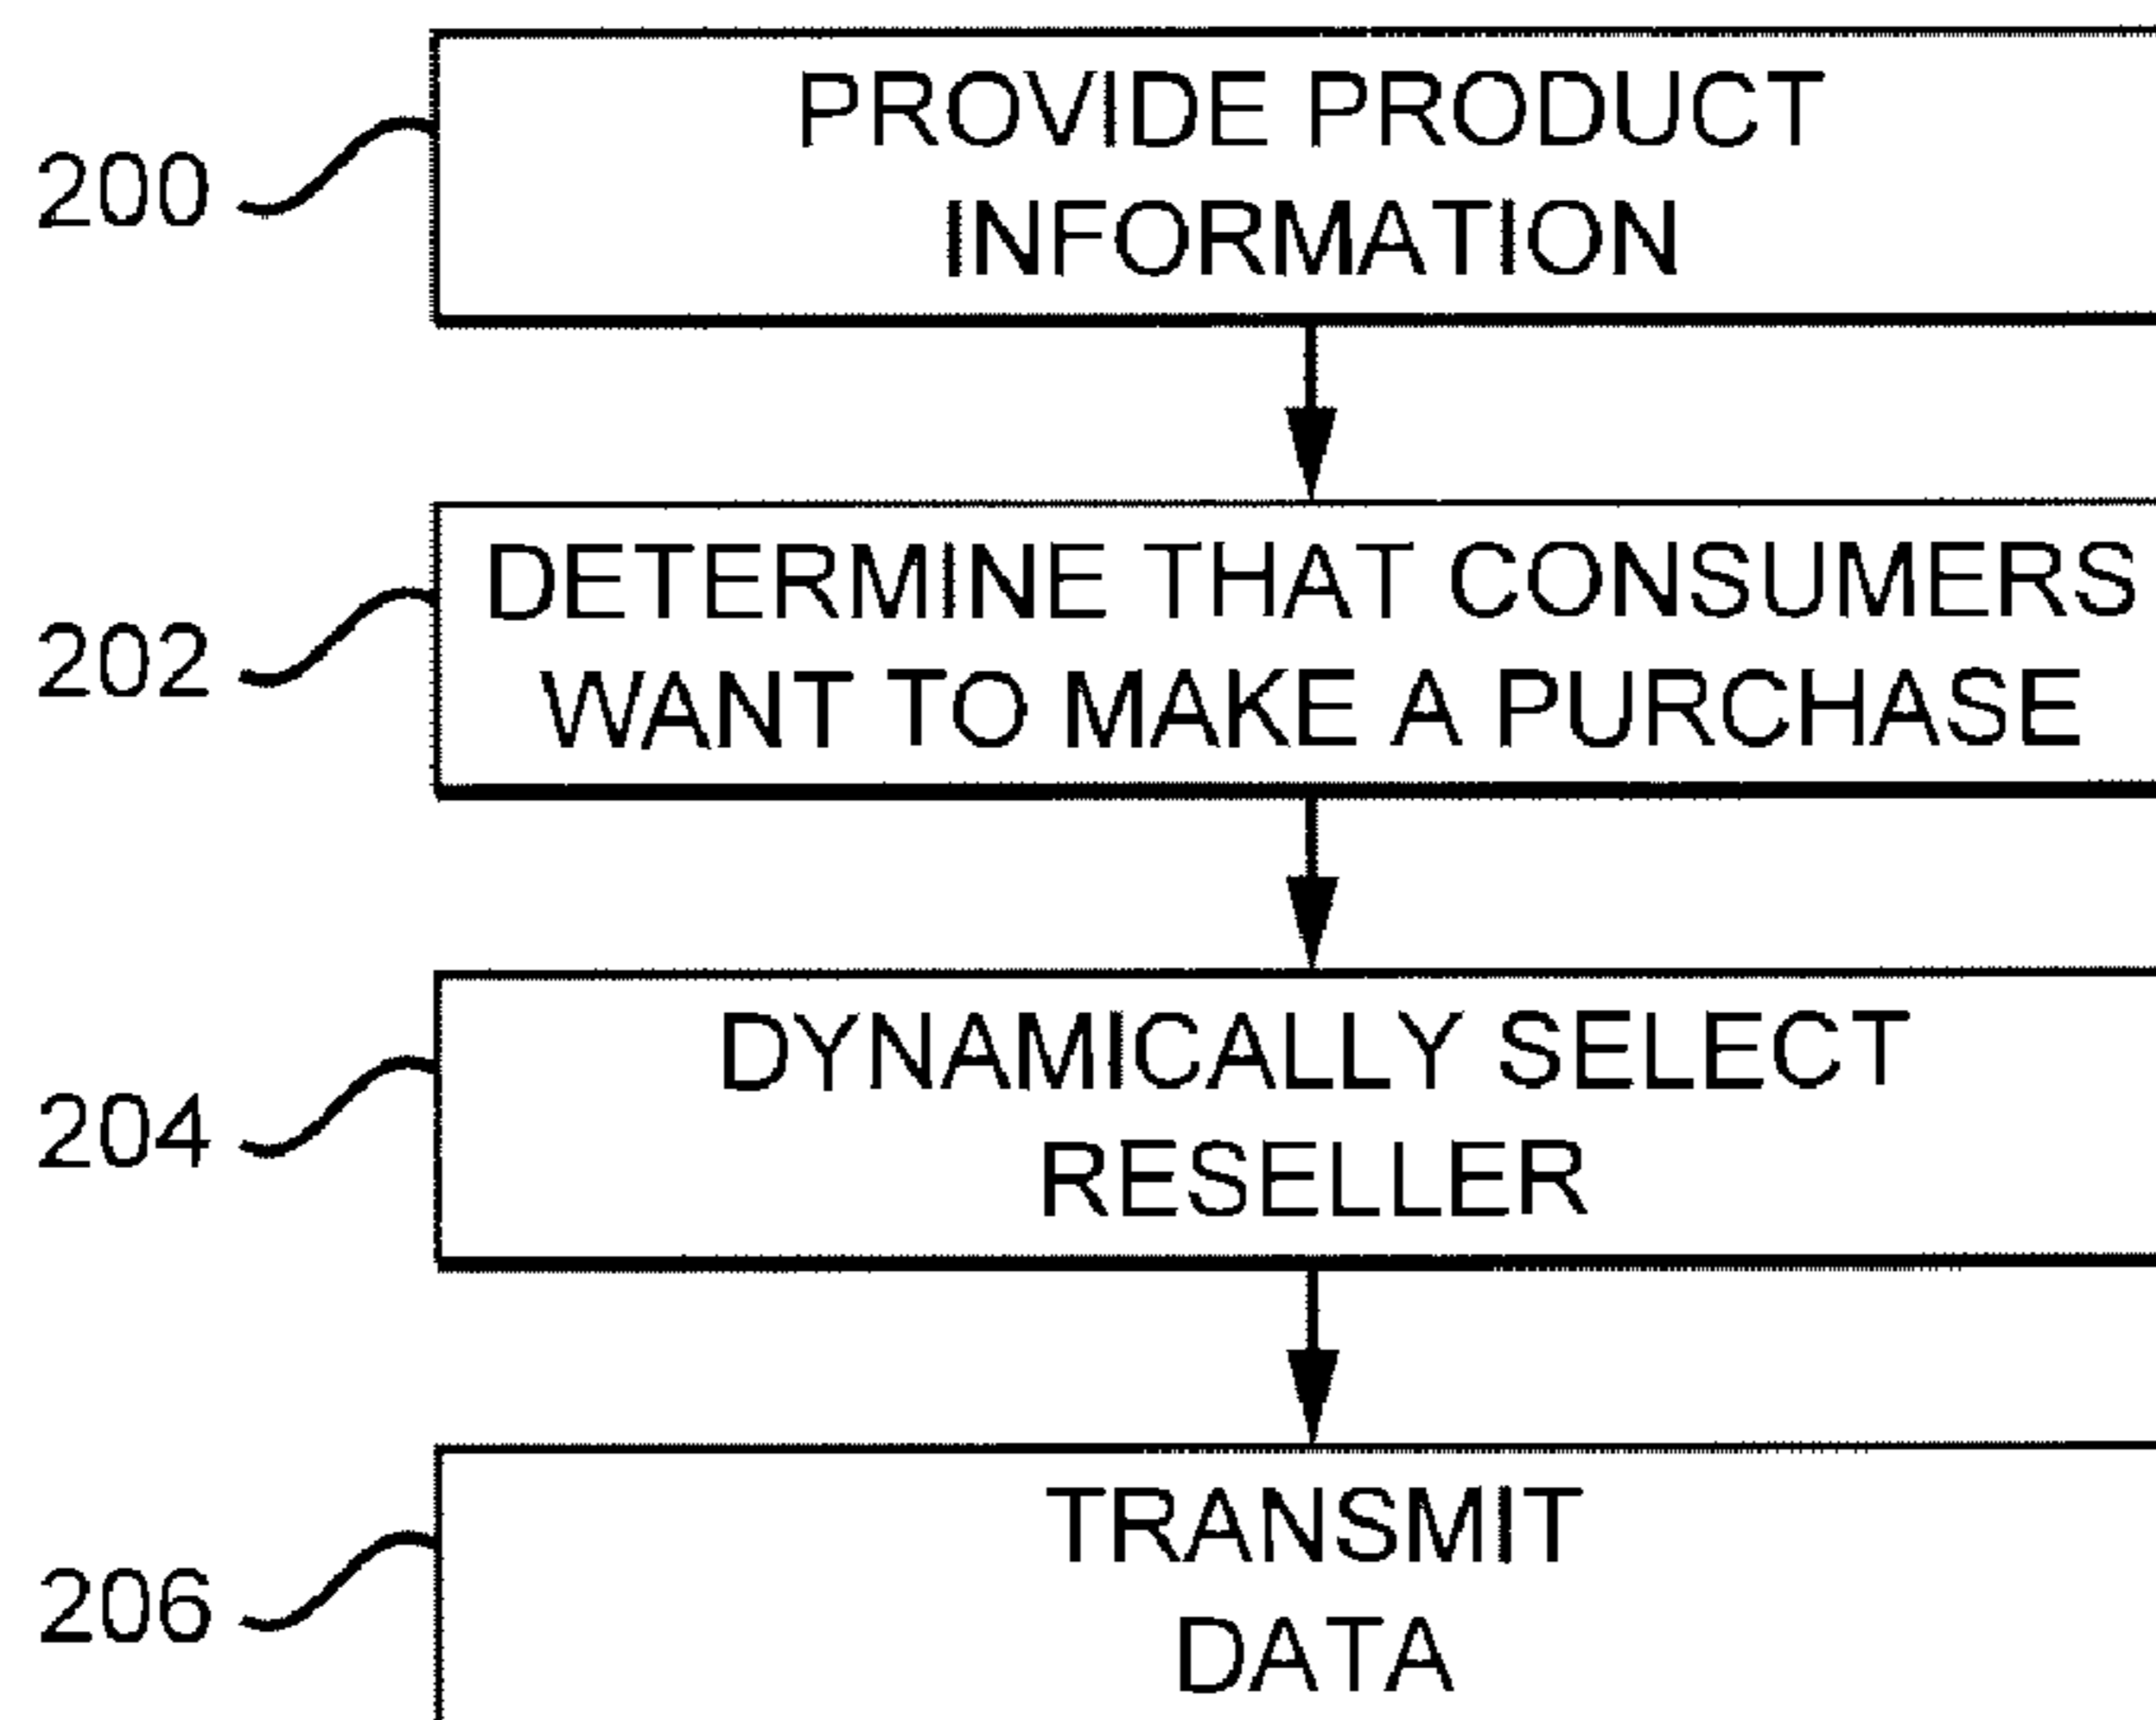 200
PROVIDE PRODUCT
INFORMATION
202
DETERMINE THAT CONSUMERS
WANT TO MAKE A PURCHASE
204
DYNAMICALLY SELECT
RESELLER
206
TRANSMIT
DATA